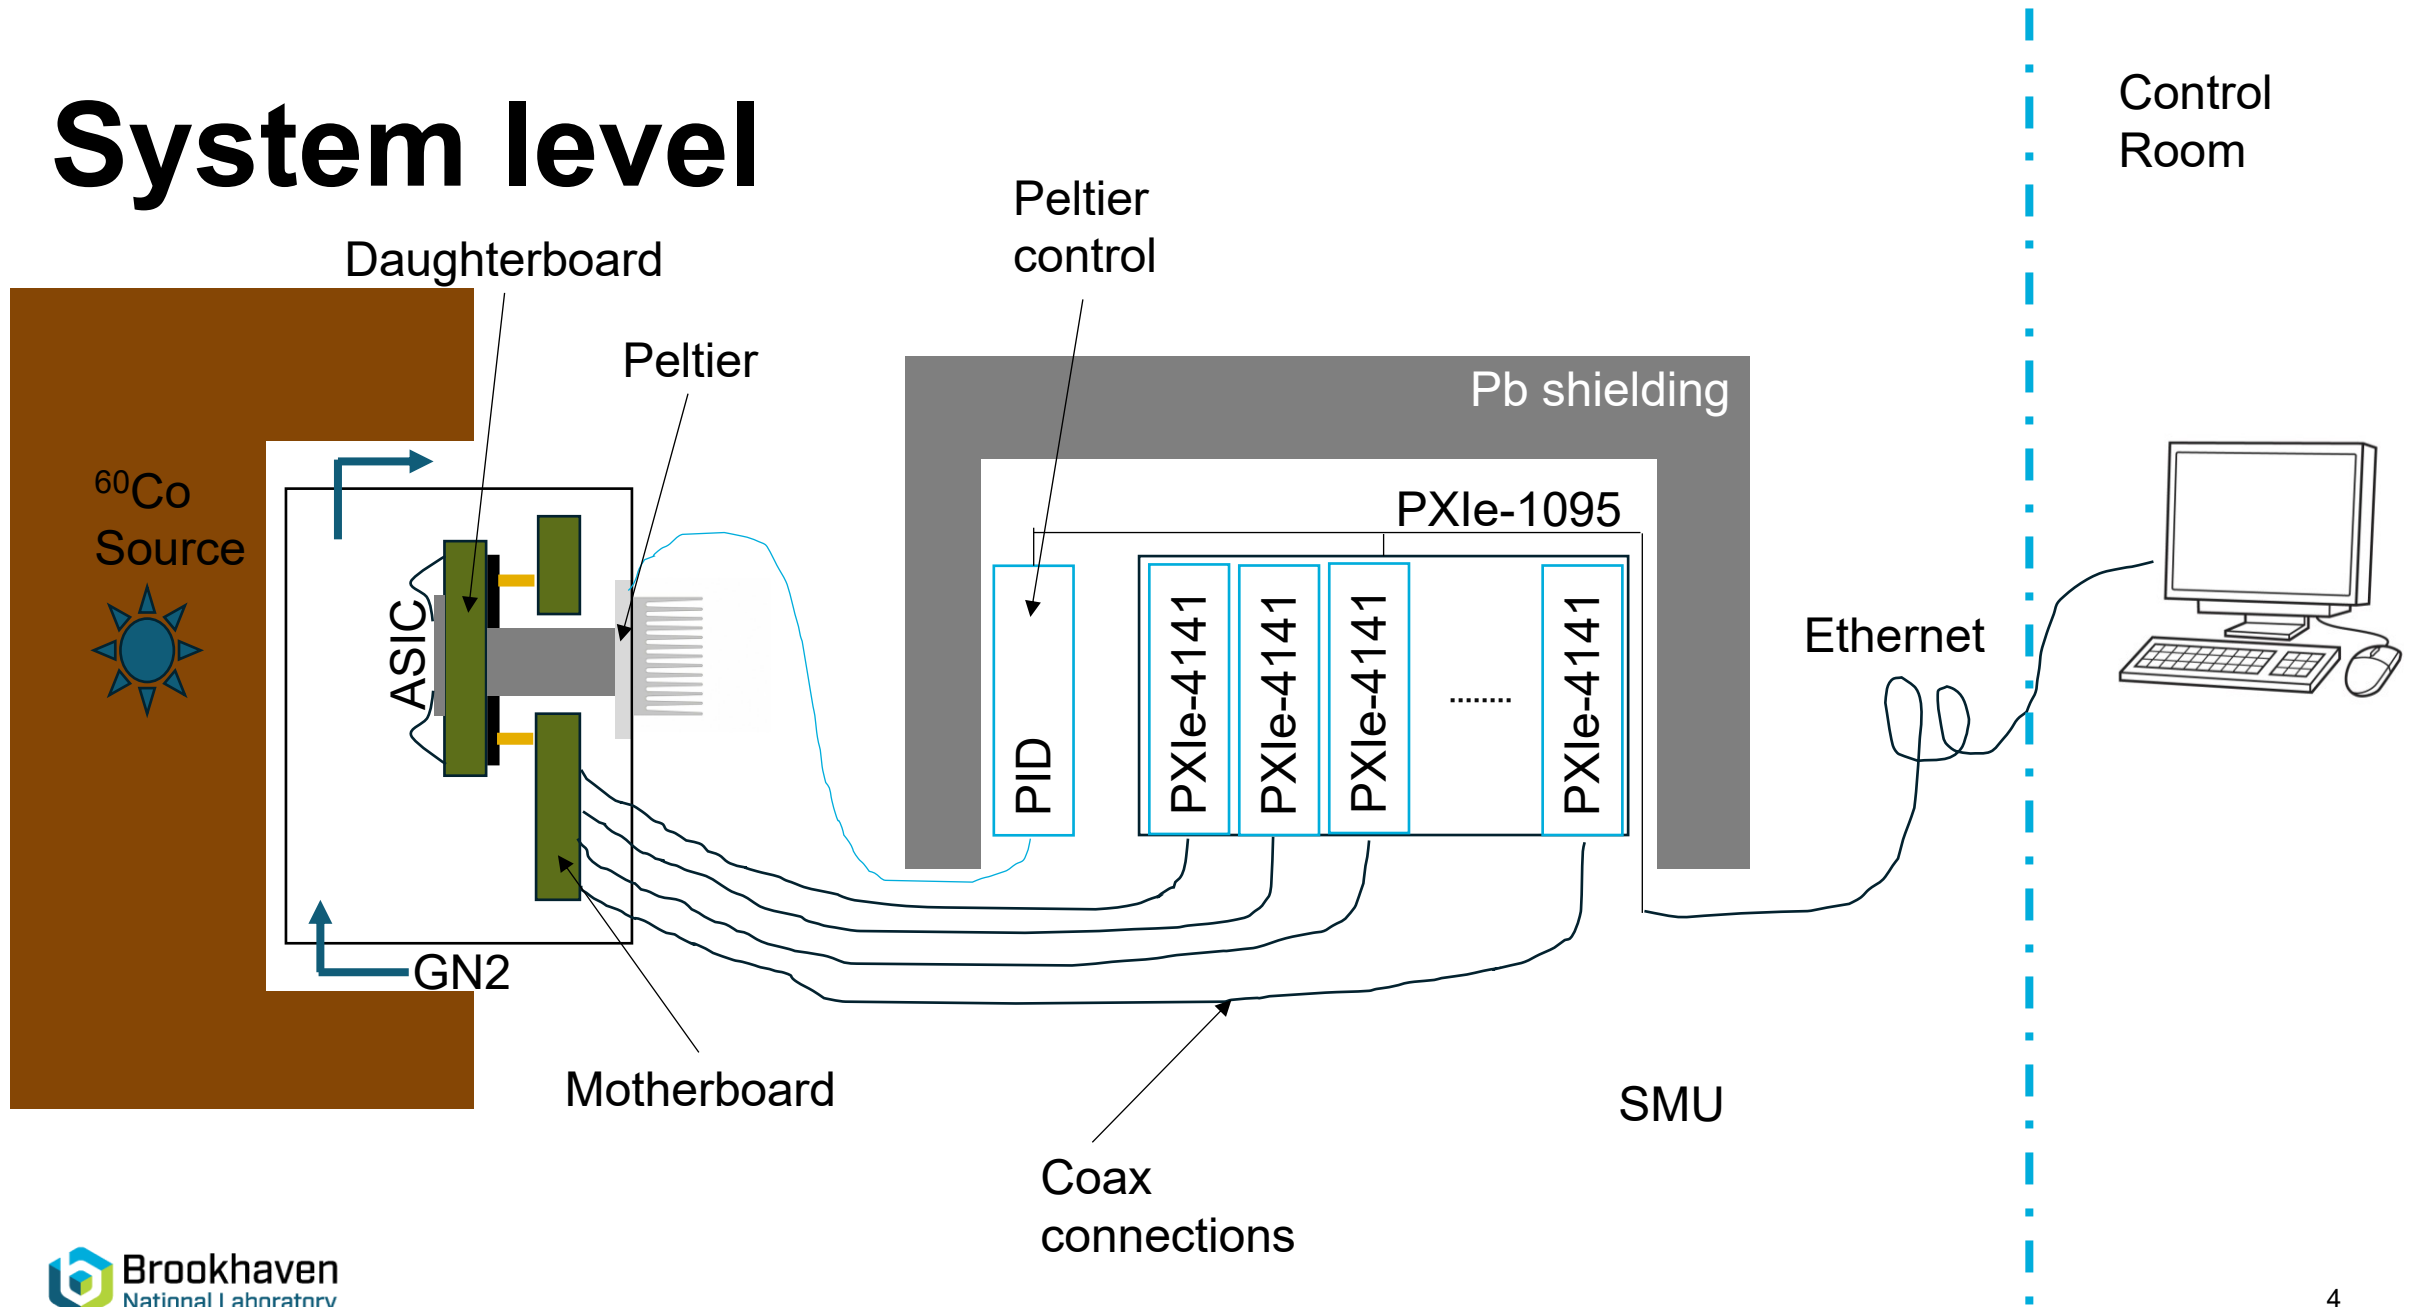 System level
Control
Room
Peltier
control
Daughterboard
Peltier
Pb shielding
60Co
Source
PXIe-1095
ASIC
PID
PXIe-4141
PXIe-4141
PXIe-4141
........
PXIe-4141
Ethernet
GN2
Motherboard
SMU
Coax
connections
Brookhaven
National Laboratory
4